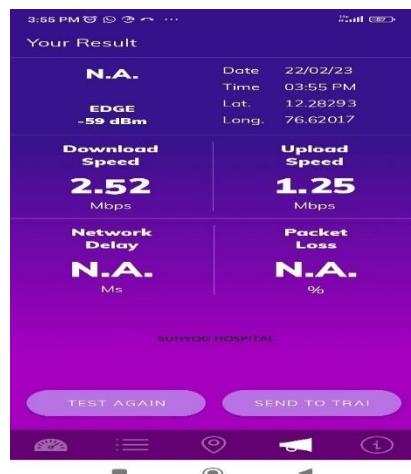 3:55 PM
Your Result
N.A.
EDGE
-59 dBm
Date 22/02/23
Time 03:55 PM
Lat. 12.28293
Long. 76.62017
Download
Speed
2.52
Mbps
Upload
Speed
1.25
Mbps
Network
Delay
N.A.
Ms
Packet
Loss
N.A.
%
SUHYOG HOSPITAL
TEST AGAIN
SEND TO TRAI